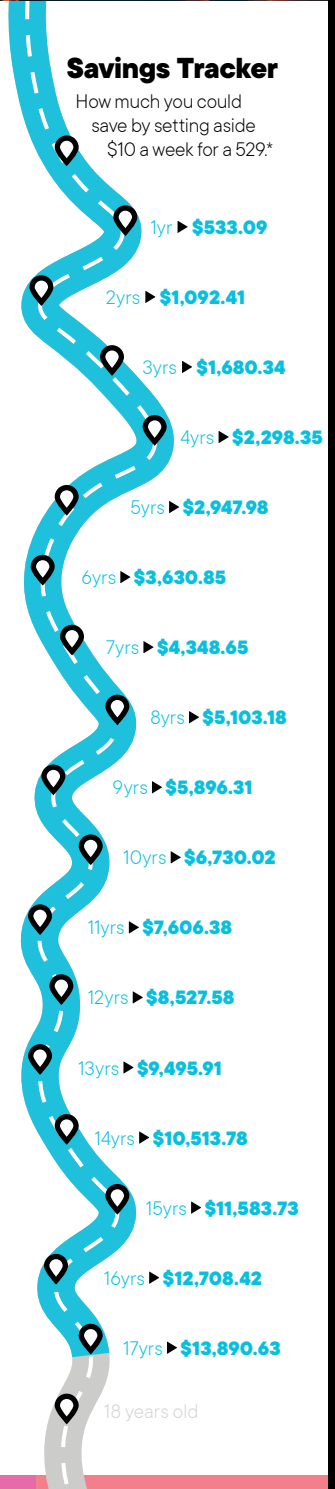 Savings Tracker
How much you could
save by setting aside
$10 a week for a 529.*
1yr ▶ $533.09
2yrs ▶ $1,092.41
3yrs ▶ $1,680.34
4yrs ▶ $2,298.35
5yrs ▶ $2,947.98
6yrs ▶ $3,630.85
7yrs ▶ $4,348.65
8yrs ▶ $5,103.18
9yrs ▶ $5,896.31
10yrs ▶ $6,730.02
11yrs ▶ $7,606.38
12yrs ▶ $8,527.58
13yrs ▶ $9,495.91
14yrs ▶ $10,513.78
15yrs ▶ $11,583.73
16yrs ▶ $12,708.42
17yrs ▶ $13,890.63
18 years old